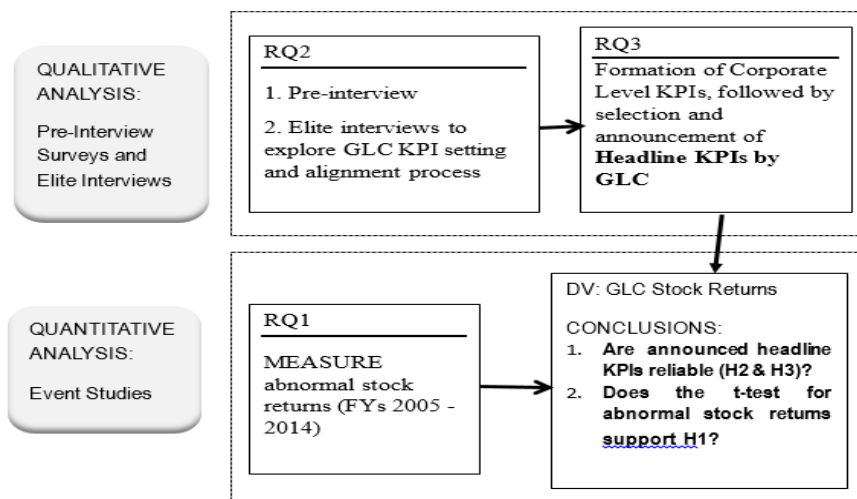 QUALITATIVE
ANALYSIS:
Pre-Interview
Surveys and
Elite Interviews
RQ2
1. Pre-interview
2. Elite interviews to
explore GLC KPI setting
and alignment process
RQ3
Formation of Corporate
Level KPIs, followed by
selection and
announcement of
Headline KPIs by
GLC
QUANTITATIVE
ANALYSIS:
Event Studies
RQ1
MEASURE
abnormal stock
returns (FYs 2005 -
2014)
DV: GLC Stock Returns
CONCLUSIONS:
1. Are announced headline
KPIs reliable (H2 & H3)?
2. Does the t-test for
abnormal stock returns
support H1?